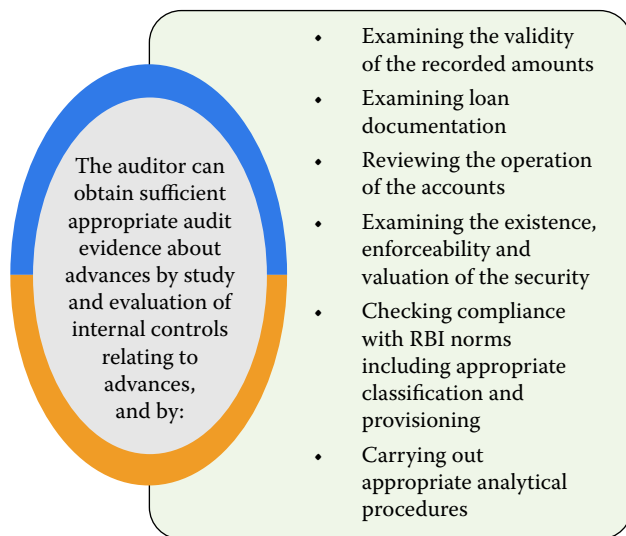 The auditor can
obtain sufficient
appropriate audit
evidence about
advances by study
and evaluation of
internal controls
relating to
advances,
and by:
• Examining the validity
of the recorded amounts
• Examining loan
documentation
• Reviewing the operation
of the accounts
• Examining the existence,
enforceability and
valuation of the security
• Checking compliance
with RBI norms
including appropriate
classification and
provisioning
• Carrying out
appropriate analytical
procedures